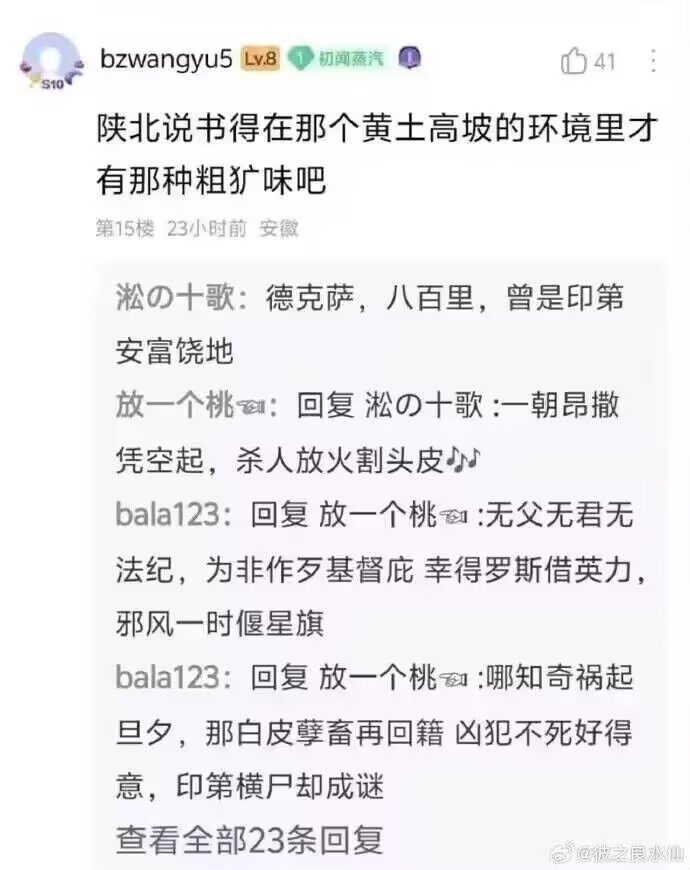 bzwangyu5 Lv.8 1 初闻蒸汽
41
S10
陕北说书得在那个黄土高坡的环境里才
有那种粗犷味吧
第15楼 23小时前 安徽
淞の十歌：德克萨，八百里，曾是印第
安富饶地
放一个桃☜：回复 淞の十歌 :一朝昂撒
凭空起，杀人放火割头皮🎶
bala123：回复 放一个桃☜ :无父无君无
法纪，为非作歹基督庇 幸得罗斯借英力，
邪风一时偃星旗
bala123：回复 放一个桃☜ :哪知奇祸起
旦夕，那白皮孽畜再回籍 凶犯不死好得
意，印第横尸却成谜
查看全部23条回复
@彼之良水仙